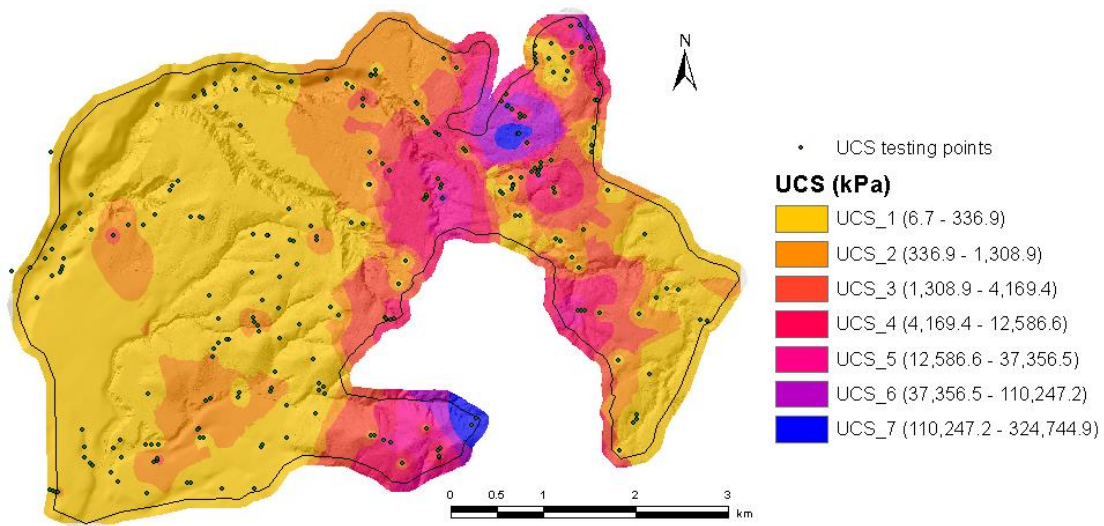 N
UCS testing points
UCS (kPa)
UCS_1 (6.7 - 336.9)
UCS_2 (336.9 - 1,308.9)
UCS_3 (1,308.9 - 4,169.4)
UCS_4 (4,169.4 - 12,586.6)
UCS_5 (12,586.6 - 37,356.5)
UCS_6 (37,356.5 - 110,247.2)
UCS_7 (110,247.2 - 324,744.9)
0 0.5 1 2 3
km